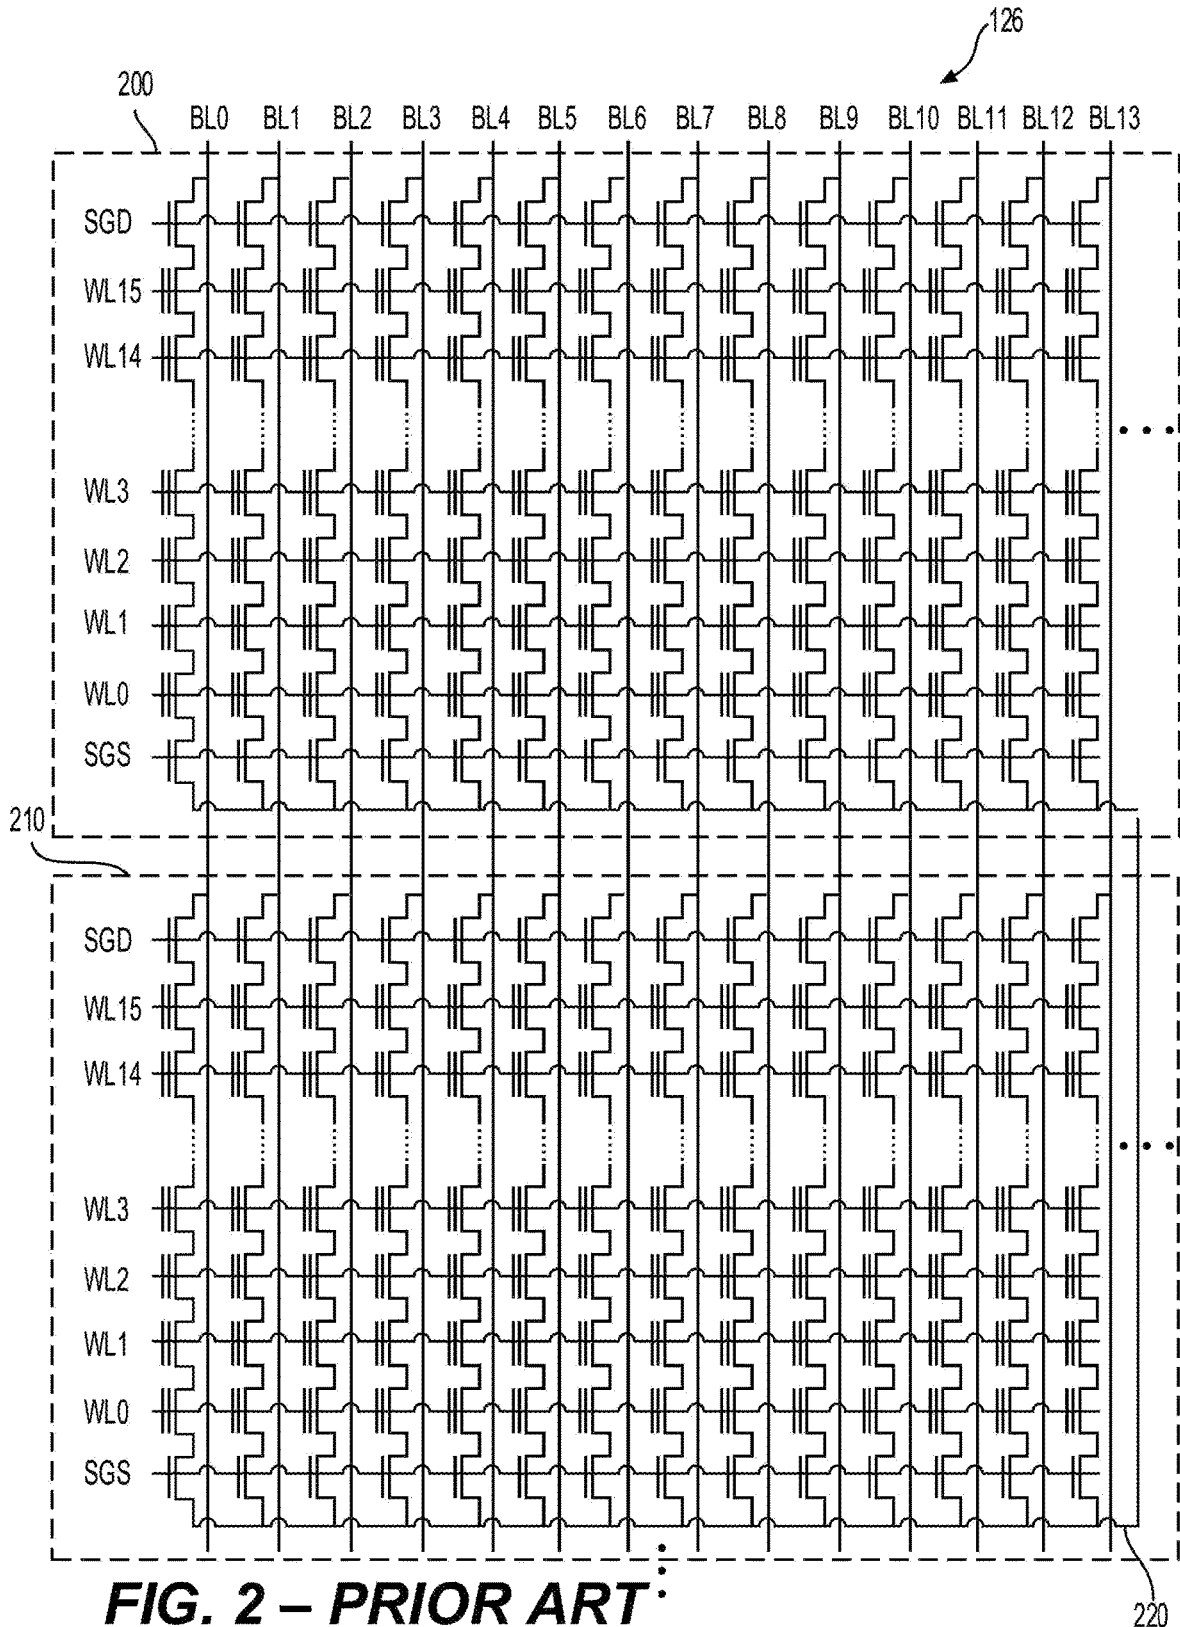 126
200
BL0 BL1 BL2 BL3 BL4 BL5 BL6 BL7 BL8 BL9 BL10 BL11 BL12 BL13
SGD
WL15
WL14
WL3
WL2
WL1
WL0
SGS
210
SGD
WL15
WL14
WL3
WL2
WL1
WL0
SGS
FIG. 2 – PRIOR ART
220